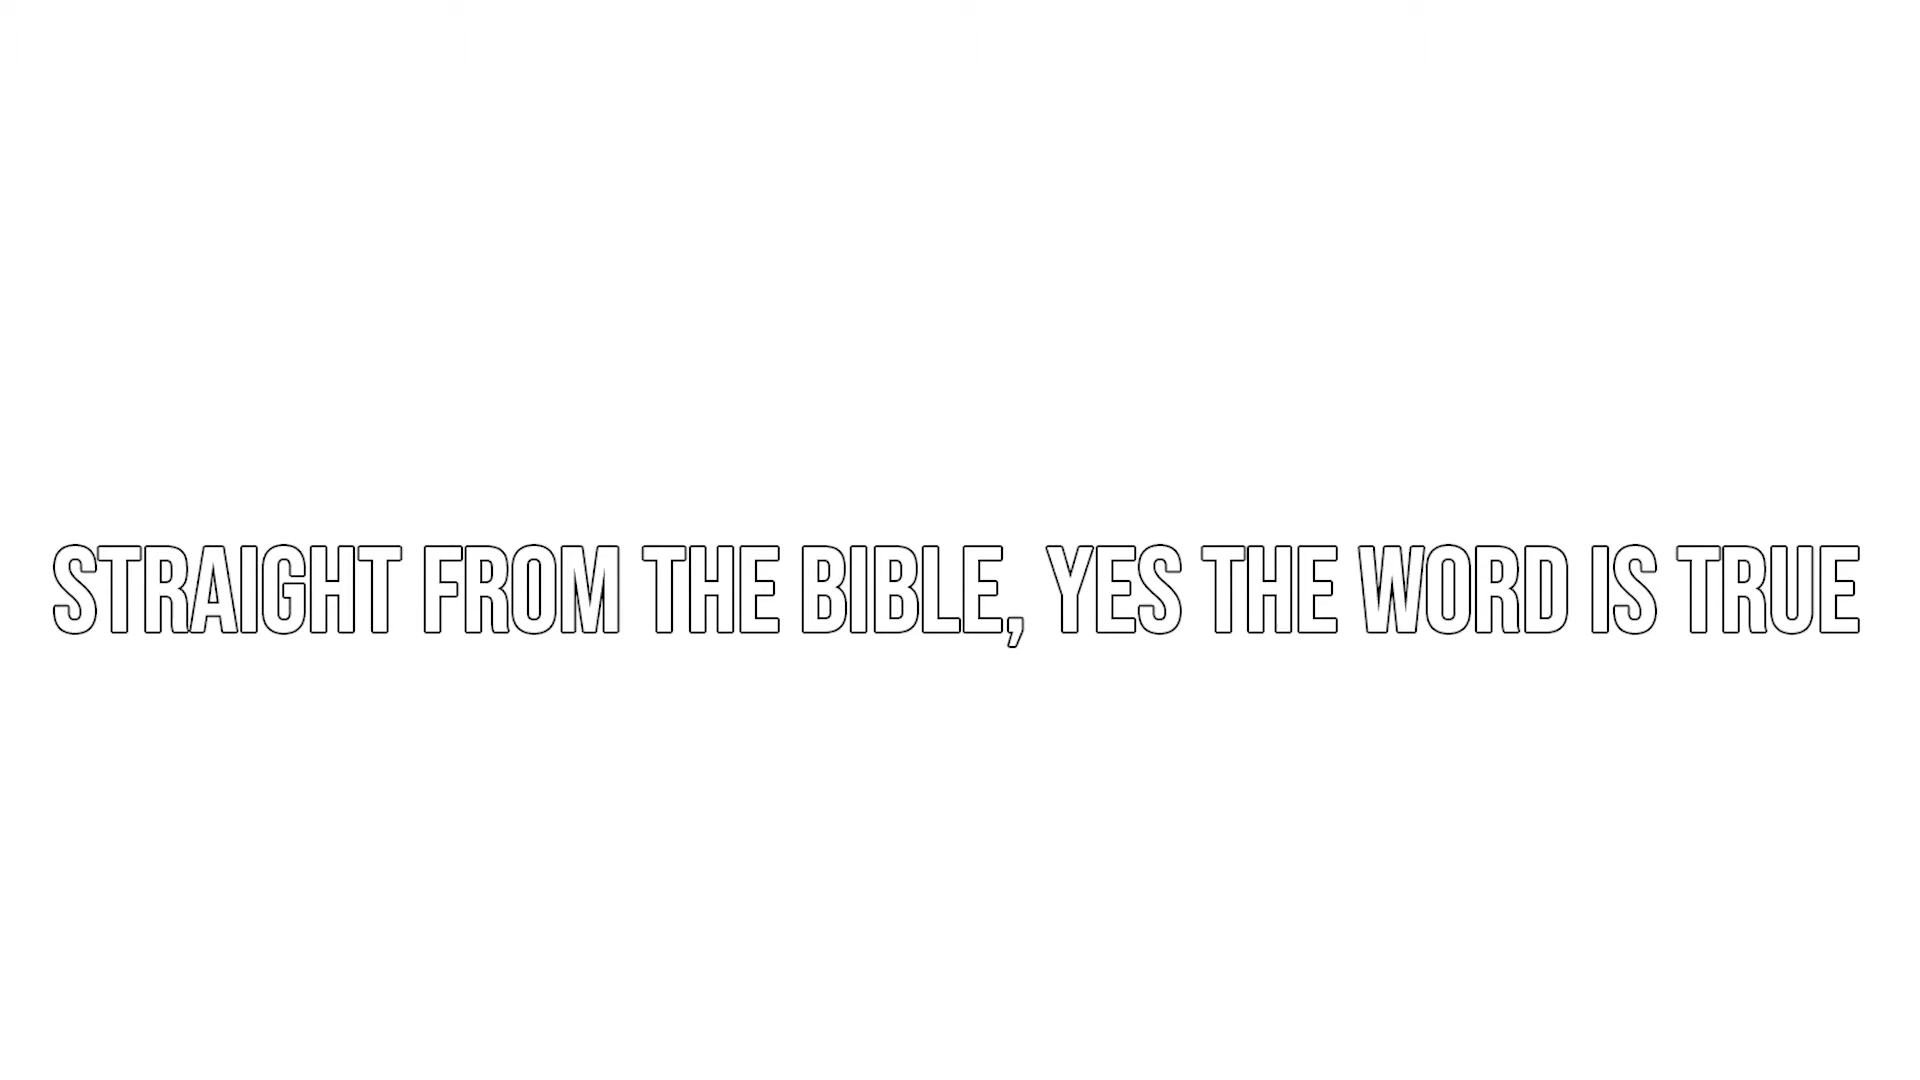 STRAIGHT FROM THE BIBLE, YES THE WORD IS TRUE